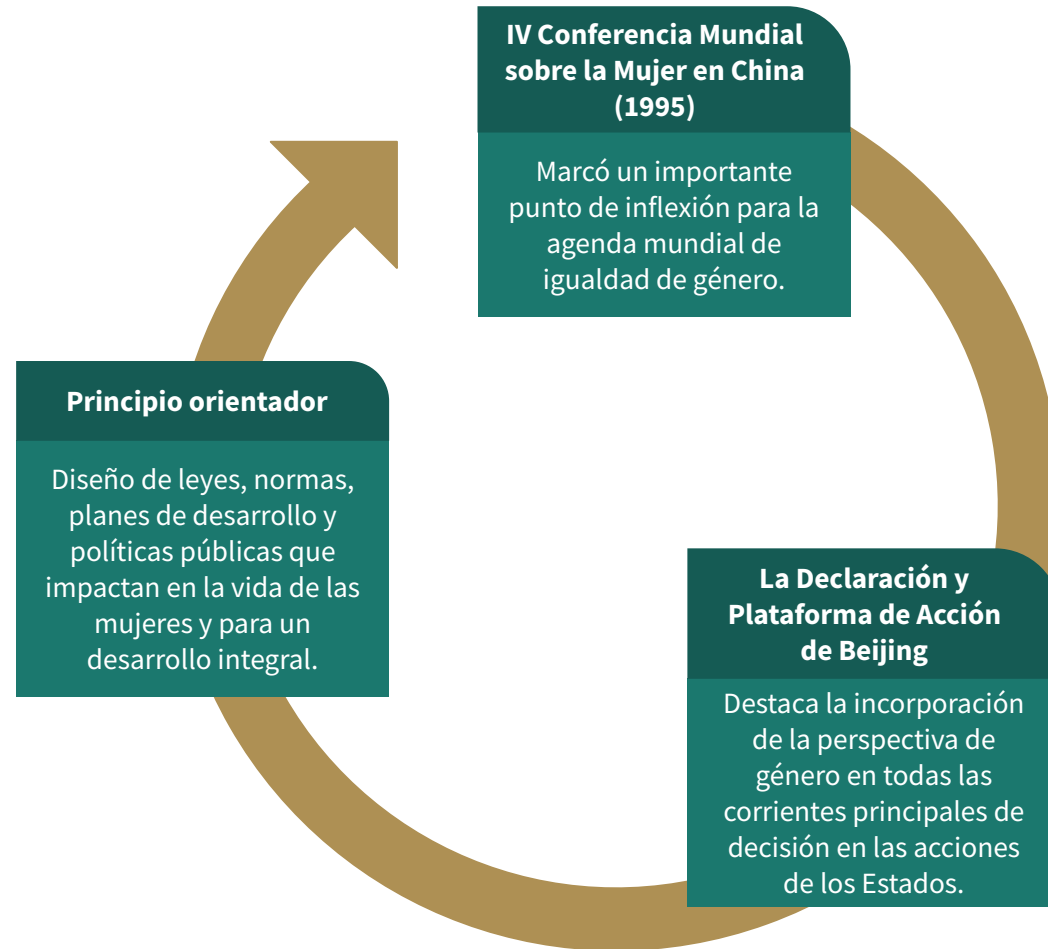 IV Conferencia Mundial
sobre la Mujer en China
(1995)
Marcó un importante
punto de inflexión para la
agenda mundial de
igualdad de género.
La Declaración y
Plataforma de Acción
de Beijing
Destaca la incorporación
de la perspectiva de
género en todas las
corrientes principales de
decisión en las acciones
de los Estados.
Principio orientador
Diseño de leyes, normas,
planes de desarrollo y
políticas públicas que
impactan en la vida de las
mujeres y para un
desarrollo integral.